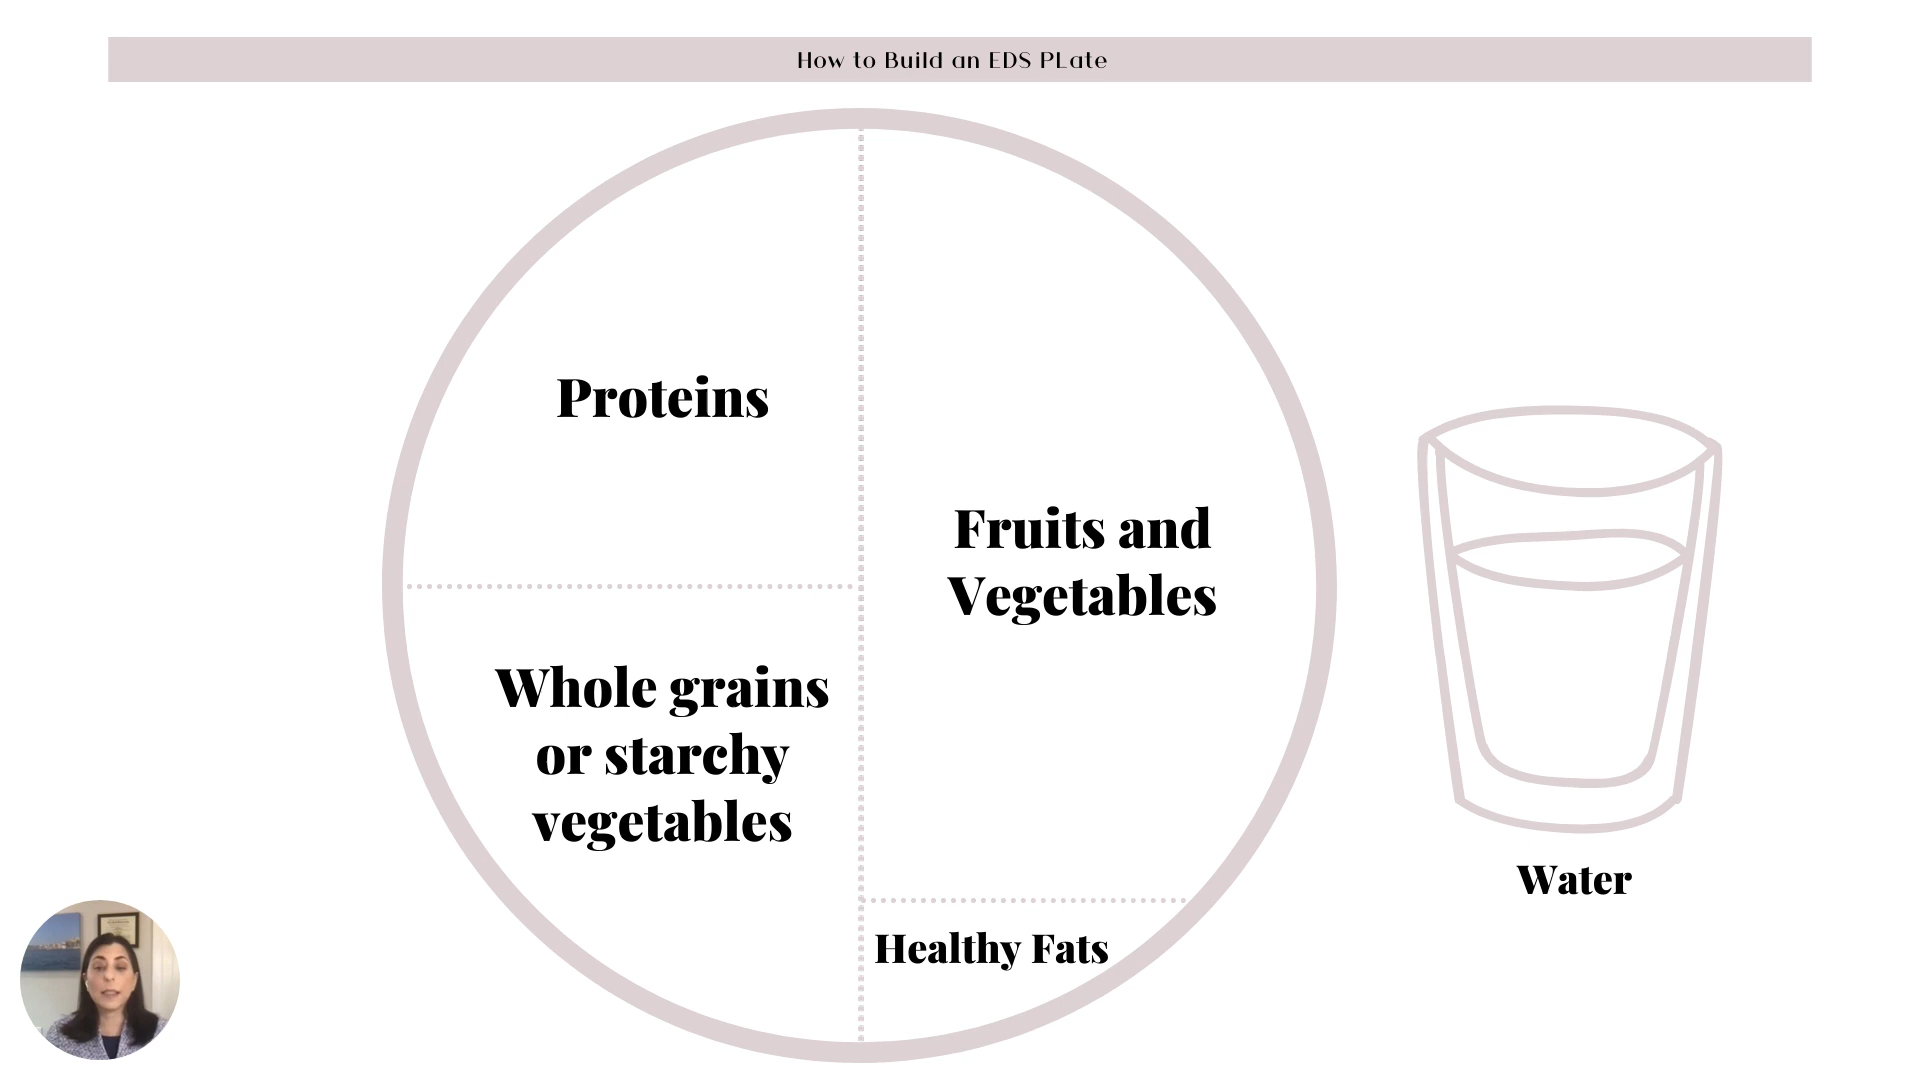 How to Build an EDS PLate
Proteins
Fruits and
Vegetables
Whole grains
or starchy
vegetables
Healthy Fats
Water